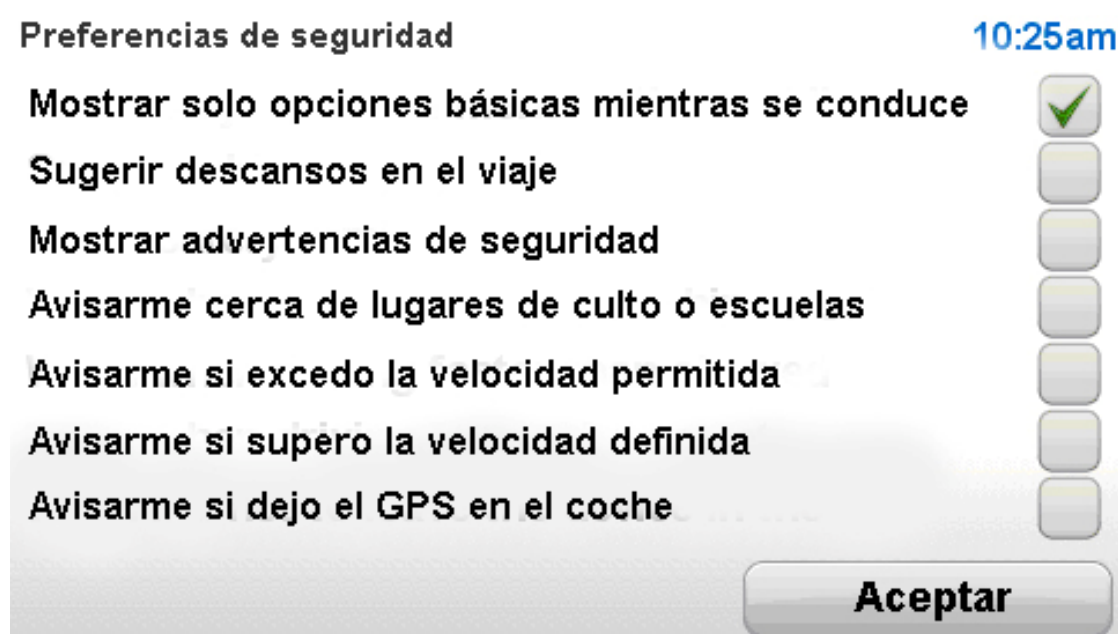 Preferencias de seguridad 10:25am
Mostrar solo opciones básicas mientras se conduce
Sugerir descansos en el viaje
Mostrar advertencias de seguridad
Avisarme cerca de lugares de culto o escuelas
Avisarme si excedo la velocidad permitida
Avisarme si supero la velocidad definida
Avisarme si dejo el GPS en el coche
Aceptar